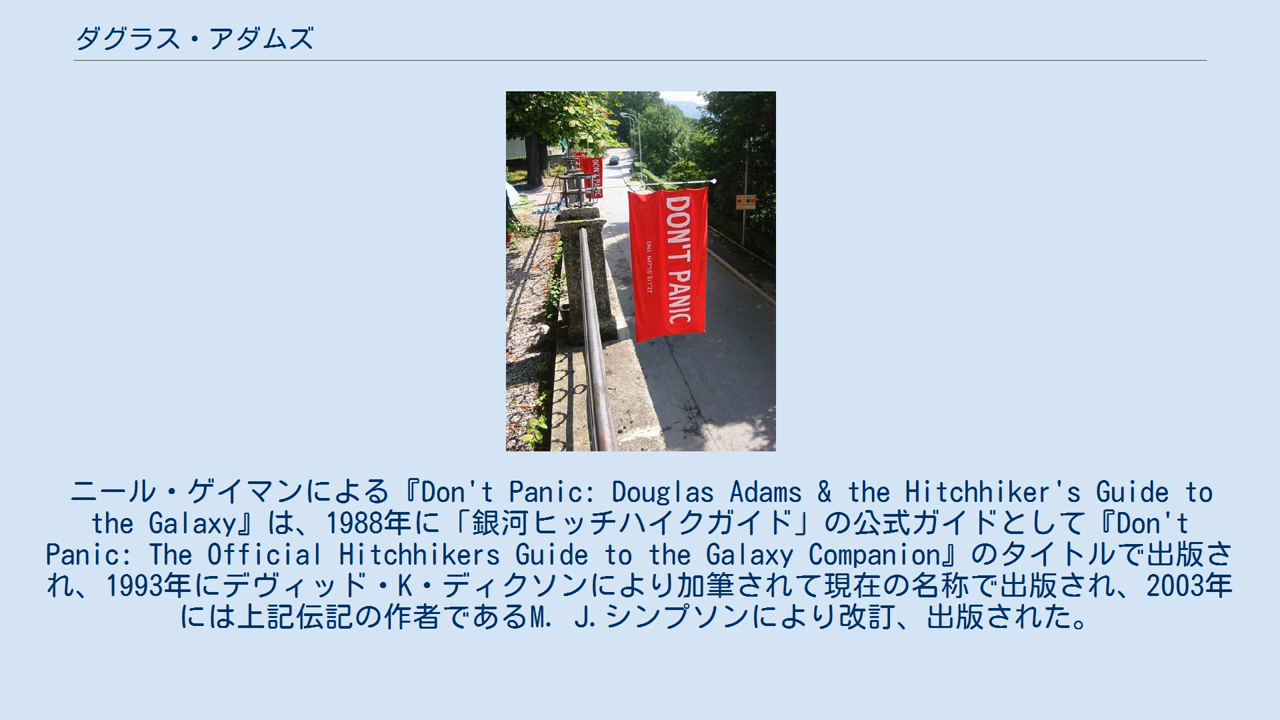 ダグラス・アダムズ
DON'T PANIC
DON'T PANIC
ニール・ゲイマンによる『Don't Panic: Douglas Adams & the Hitchhiker's Guide to
the Galaxy』は、1988年に「銀河ヒッチハイクガイド」の公式ガイドとして『Don't
Panic: The Official Hitchhikers Guide to the Galaxy Companion』のタイトルで出版さ
れ、1993年にデヴィッド・K・ディクソンにより加筆されて現在の名称で出版され、2003年
には上記伝記の作者であるM. J.シンプソンにより改訂、出版された。